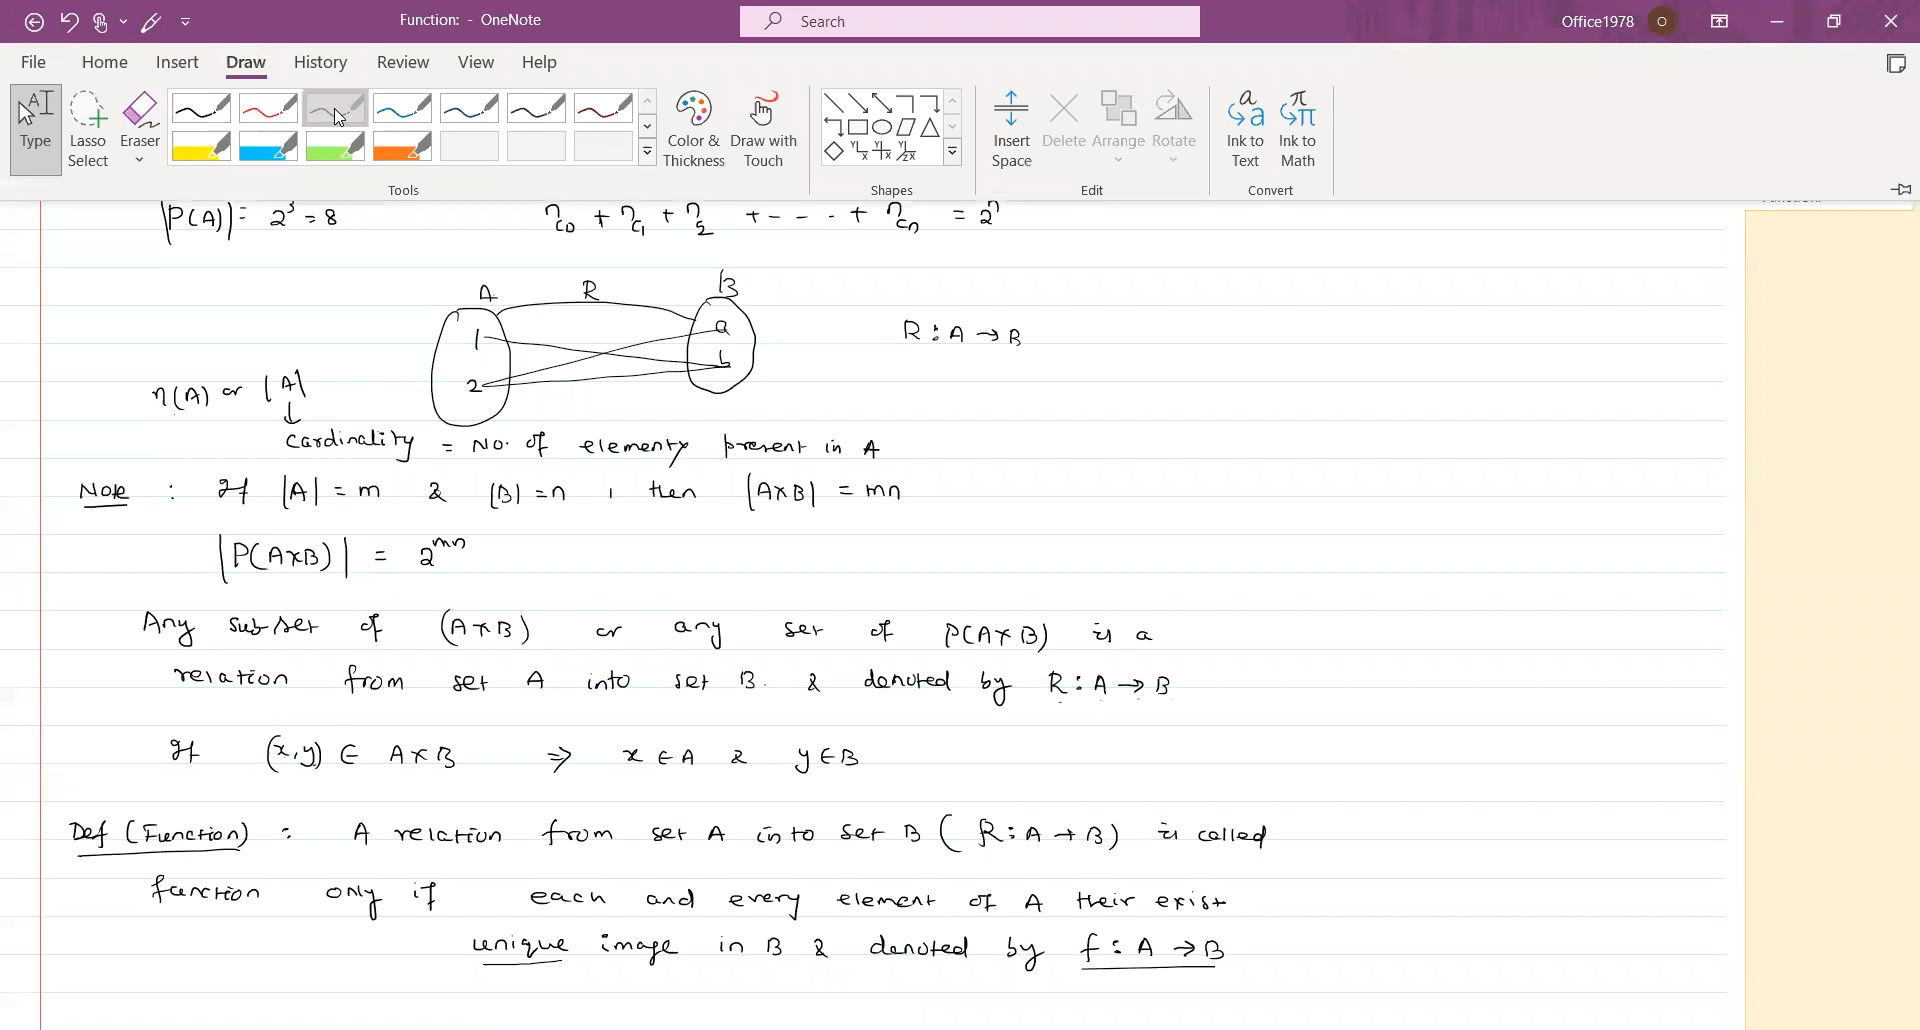 Function: - OneNote
Search
Office1978
O
File Home Insert Draw History Review View Help
Type
Lasso Select
Eraser
Color & Thickness
Draw with Touch
Insert Space
Delete
Arrange
Rotate
Ink to Text
Ink to Math
Tools
Shapes
Edit
Convert
|P(A)| = 2³ = 8
ⁿc₀ + ⁿc₁ + ⁿc₂ + - - . . + ⁿcₙ = 2ⁿ
A R B
1 a
2 b
R : A → B
n(A) or |A|
↓
Cardinality = No. of elements present in A
Note : If |A| = m & |B| = n , then |A×B| = mn
|P(A×B)| = 2^mn
Any subset of (A×B) or any set of P(A×B) is a
relation from set A into set B. & denoted by R : A → B
If (x,y) ∈ A×B ⇒ x ∈ A & y ∈ B
Def (Function) : A relation from set A into set B ( R : A → B) is called
function only if each and every element of A their exist
unique image in B & denoted by f : A → B